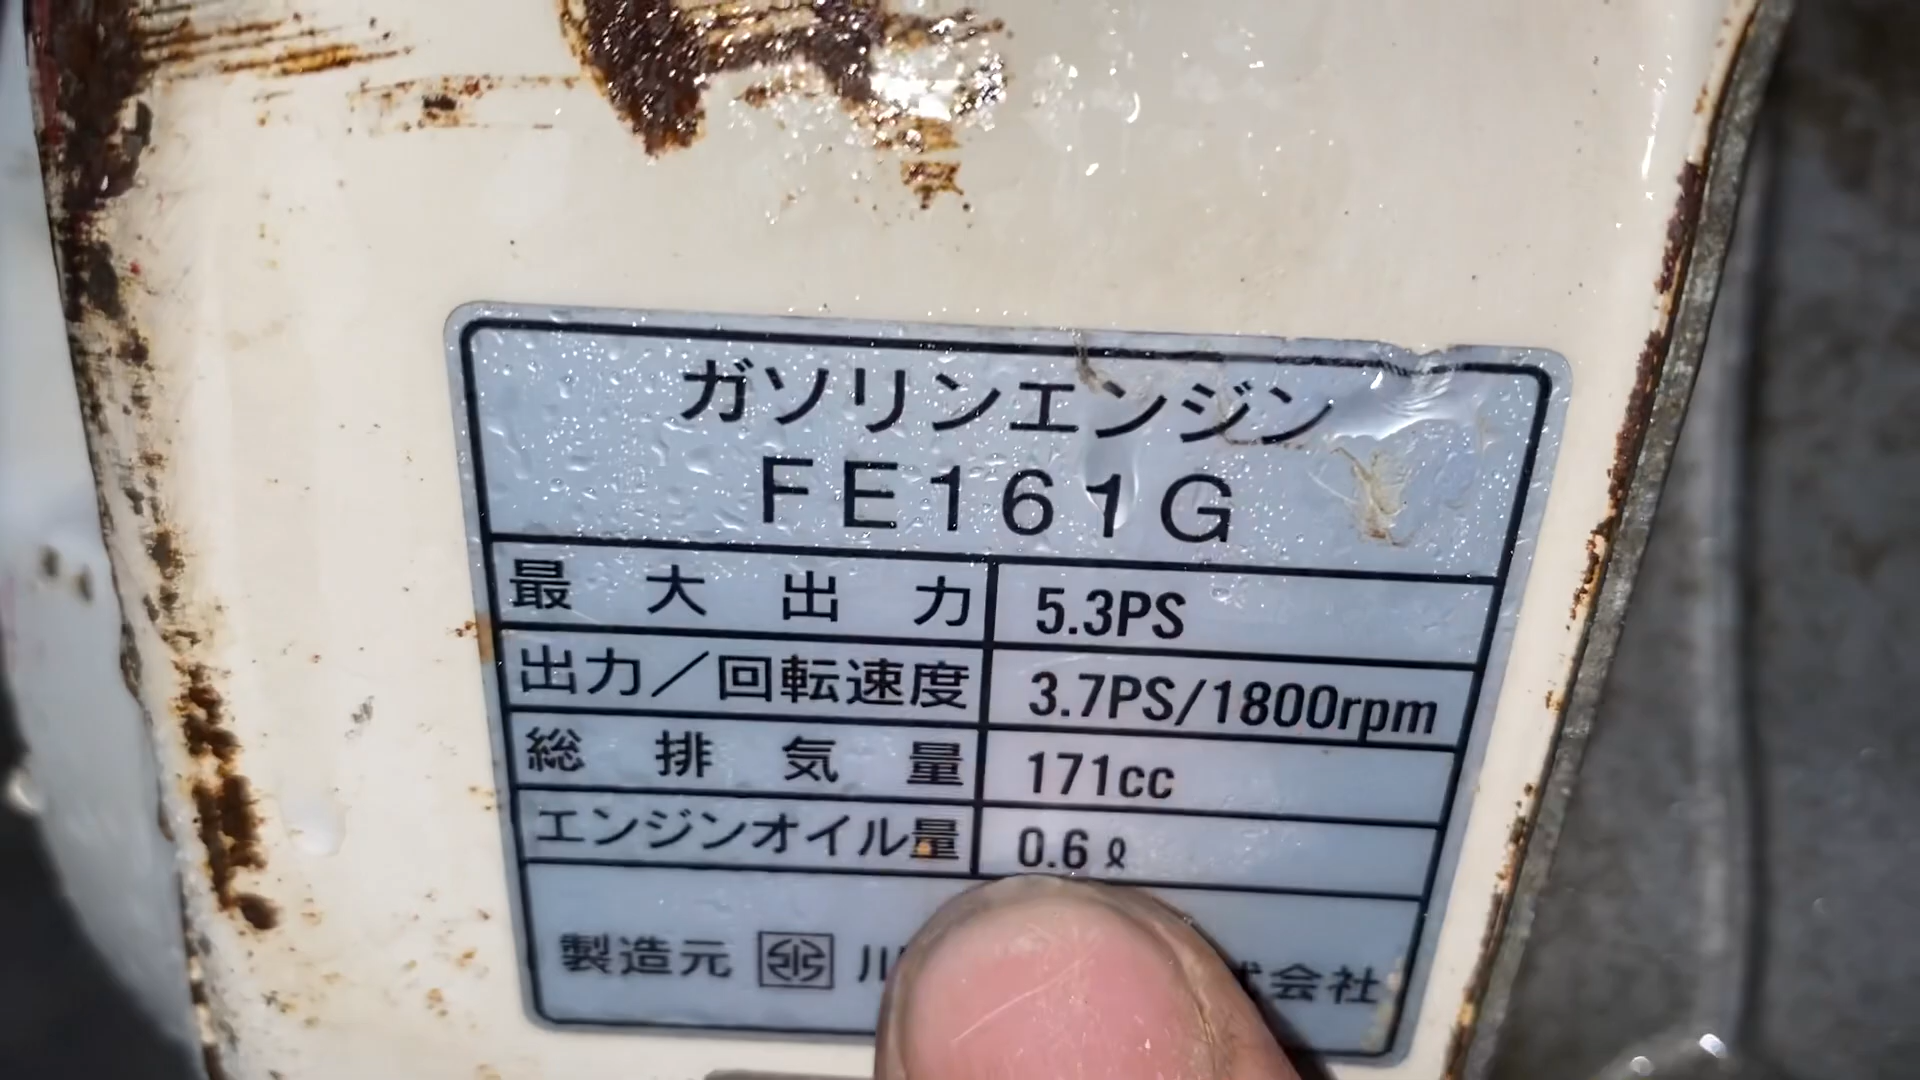 ガソリンエンジン
FE161G
最大出力 5.3PS
出力/回転速度 3.7PS/1800rpm
総排気量 171cc
エンジンオイル量 0.6ℓ
製造元 川 会社